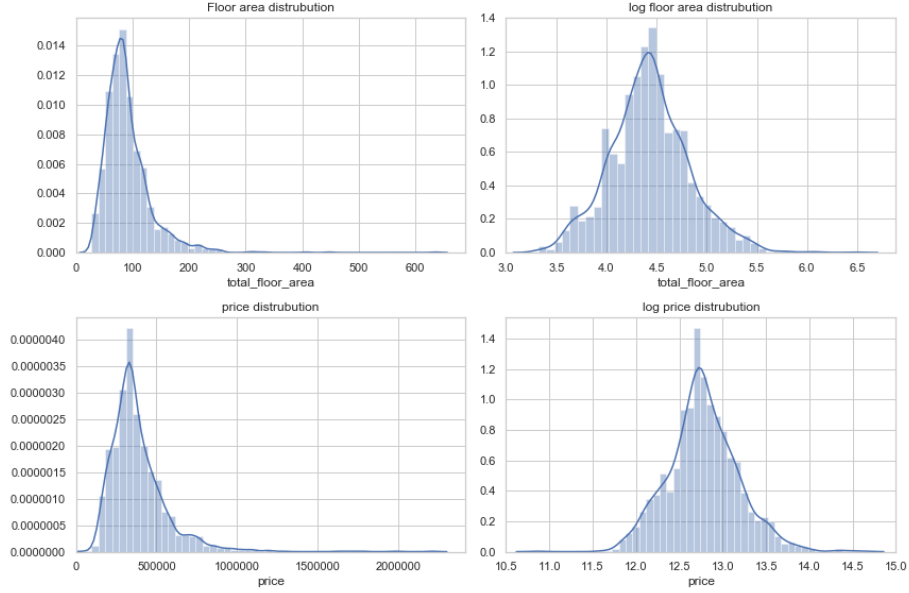 Floor area distrubution
0.014
0.012
0.010
0.008
0.006
0.004
0.002
0.000
0 100 200 300 400 500 600
total_floor_area
log floor area distrubution
1.4
1.2
1.0
0.8
0.6
0.4
0.2
0.0
3.0 3.5 4.0 4.5 5.0 5.5 6.0 6.5
total_floor_area
price distrubution
0.0000040
0.0000035
0.0000030
0.0000025
0.0000020
0.0000015
0.0000010
0.0000005
0.0000000
0 500000 1000000 1500000 2000000
price
log price distrubution
1.4
1.2
1.0
0.8
0.6
0.4
0.2
0.0
10.5 11.0 11.5 12.0 12.5 13.0 13.5 14.0 14.5 15.0
price